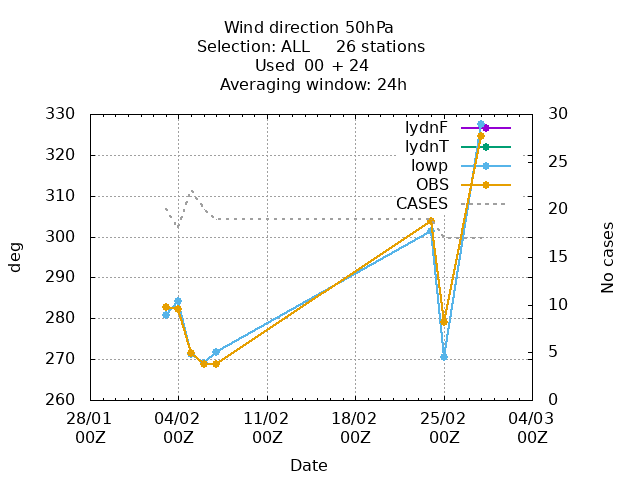 Wind direction 50hPa
Selection: ALL 26 stations
Used 00 + 24
Averaging window: 24h
330
320
310
300
290
280
270
260
deg
30
25
20
15
10
5
0
No cases
lydnF
lydnT
lowp
OBS
CASES
28/01 04/02 11/02 18/02 25/02 04/03
00Z 00Z 00Z 00Z 00Z 00Z
Date